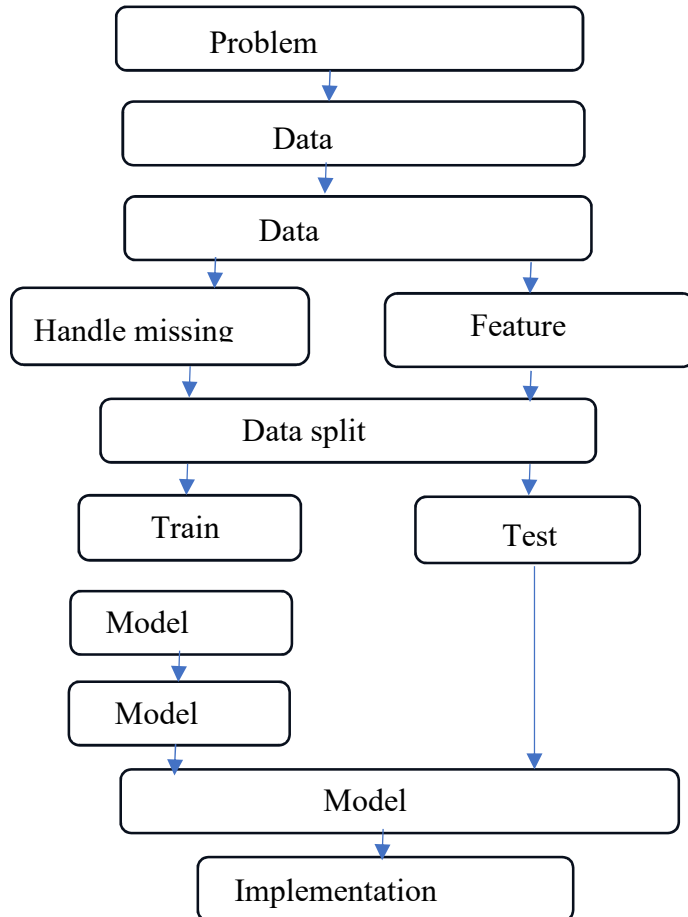 Problem
Data
Data
Handle missing
Feature
Data split
Train
Test
Model
Model
Model
Implementation